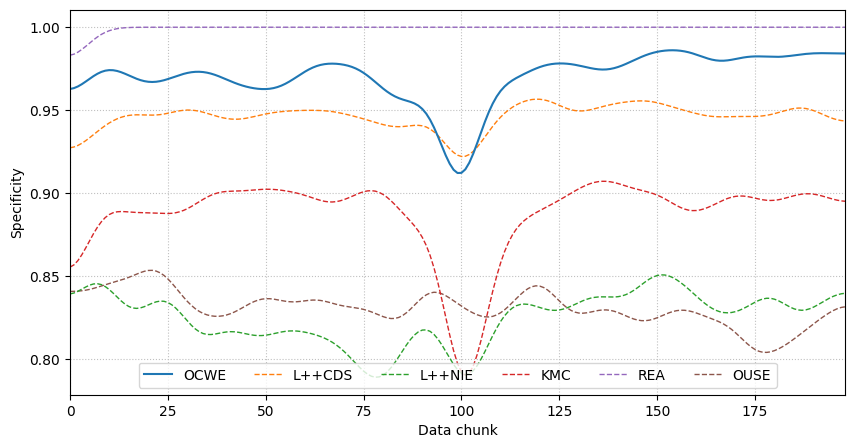 1.00
0.95
0.90
0.85
0.80
Specificity
OCWE L++CDS L++NIE KMC REA OUSE
0 25 50 75 100 125 150 175
Data chunk